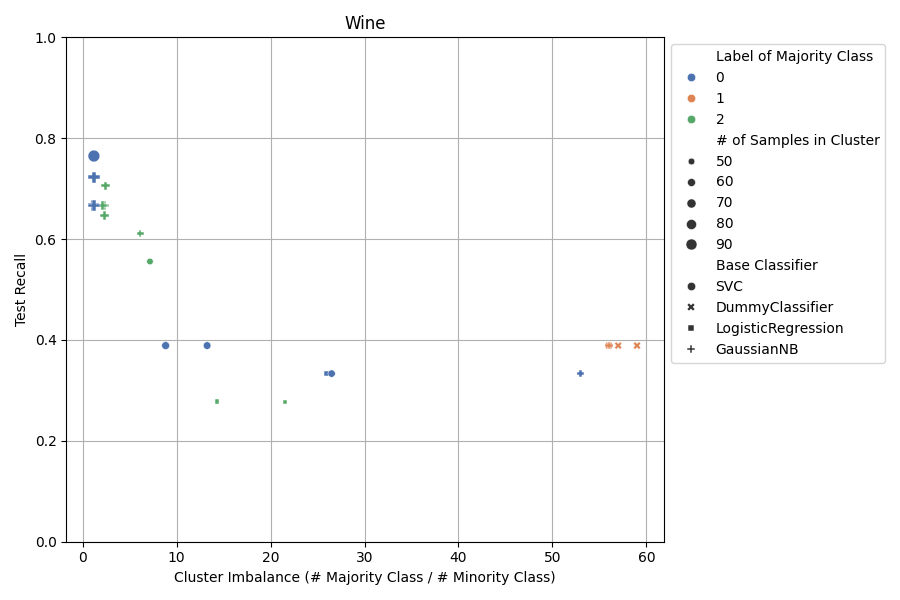 Wine
1.0
0.8
0.6
0.4
0.2
0.0
Test Recall
0 10 20 30 40 50 60
Cluster Imbalance (# Majority Class / # Minority Class)
Label of Majority Class
0
1
2
# of Samples in Cluster
50
60
70
80
90
Base Classifier
SVC
DummyClassifier
LogisticRegression
GaussianNB